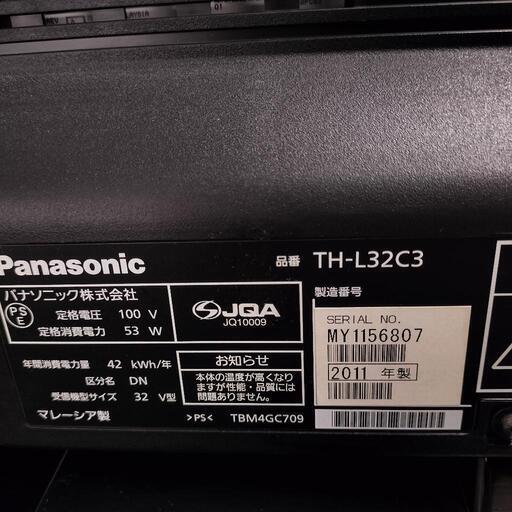 REV
01
Panasonic
品番 TH-L32C3
パナソニック株式会社
PS E
定格電圧 100 V
定格消費電力 53 W
JQA
JQ10009
製造番号
SERIAL NO.
MY1156807
2011 年製
年間消費電力量 42 kWh/年
区分名 DN
受信機型サイズ 32 V型
マレーシア製
お知らせ
本体の温度が高くなり
ますが性能・品質には
問題ありません。
>PS< TBM4GC709